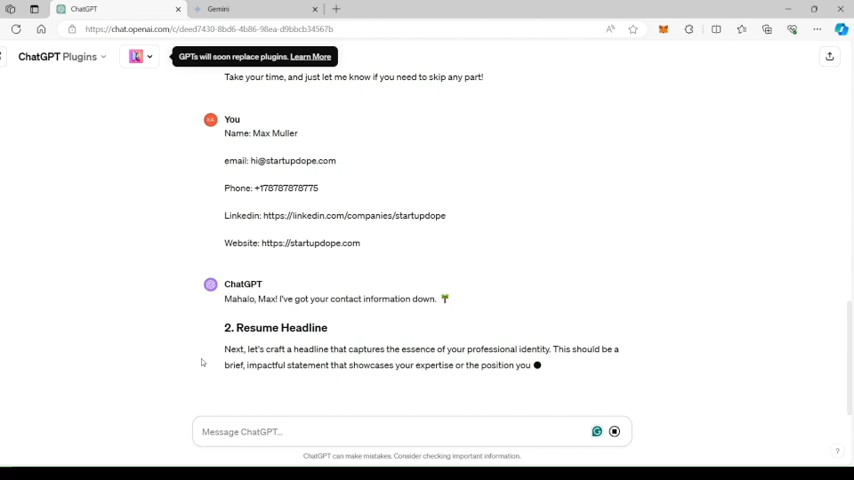 ChatGPT
Gemini
https://chat.openai.com/c/deed7430-8bd6-4b86-98ea-d9bbcb34567b
ChatGPT Plugins
GPTs will soon replace plugins. Learn More
Take your time, and just let me know if you need to skip any part!
You
Name: Max Muller
email: hi@startupdope.com
Phone: +178787878775
Linkedin: https://linkedin.com/companies/startupdope
Website: https://startupdope.com
ChatGPT
Mahalo, Max! I've got your contact information down. 🌴
2. Resume Headline
Next, let's craft a headline that captures the essence of your professional identity. This should be a
brief, impactful statement that showcases your expertise or the position you
Message ChatGPT...
ChatGPT can make mistakes. Consider checking important information.
?